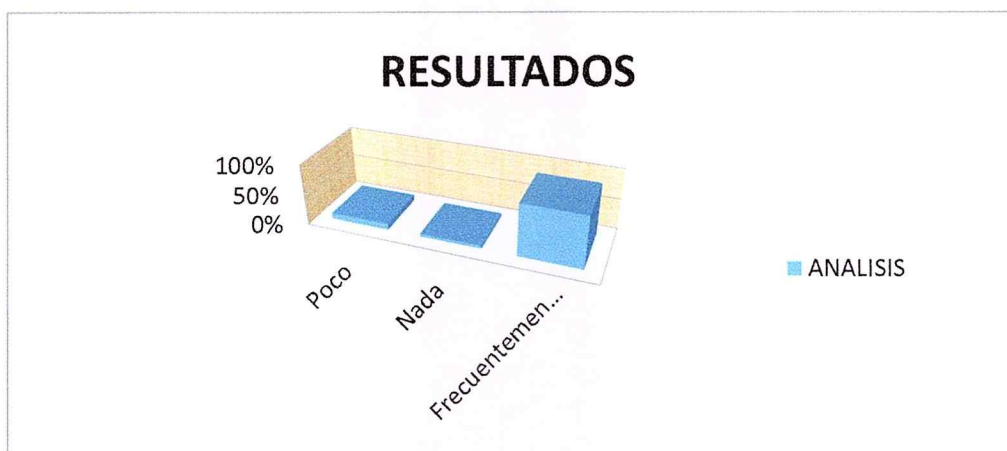 RESULTADOS
100%
50%
0%
Poco
Nada
Frecuentemen...
ANALISIS